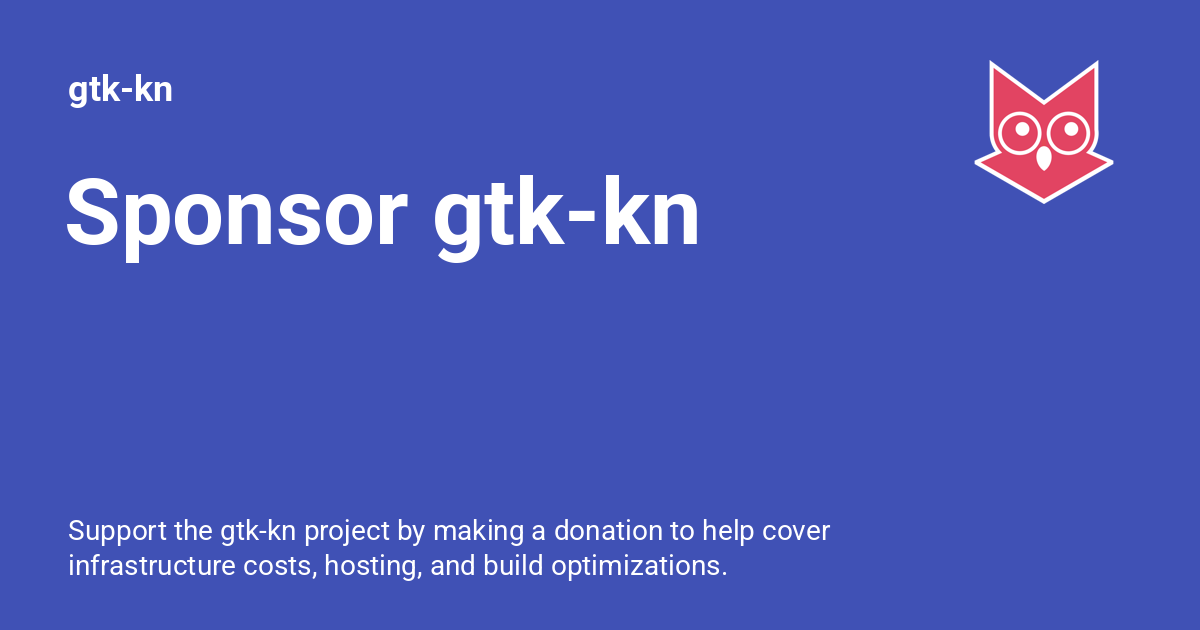 gtk-kn
Sponsor gtk-kn
Support the gtk-kn project by making a donation to help cover
infrastructure costs, hosting, and build optimizations.